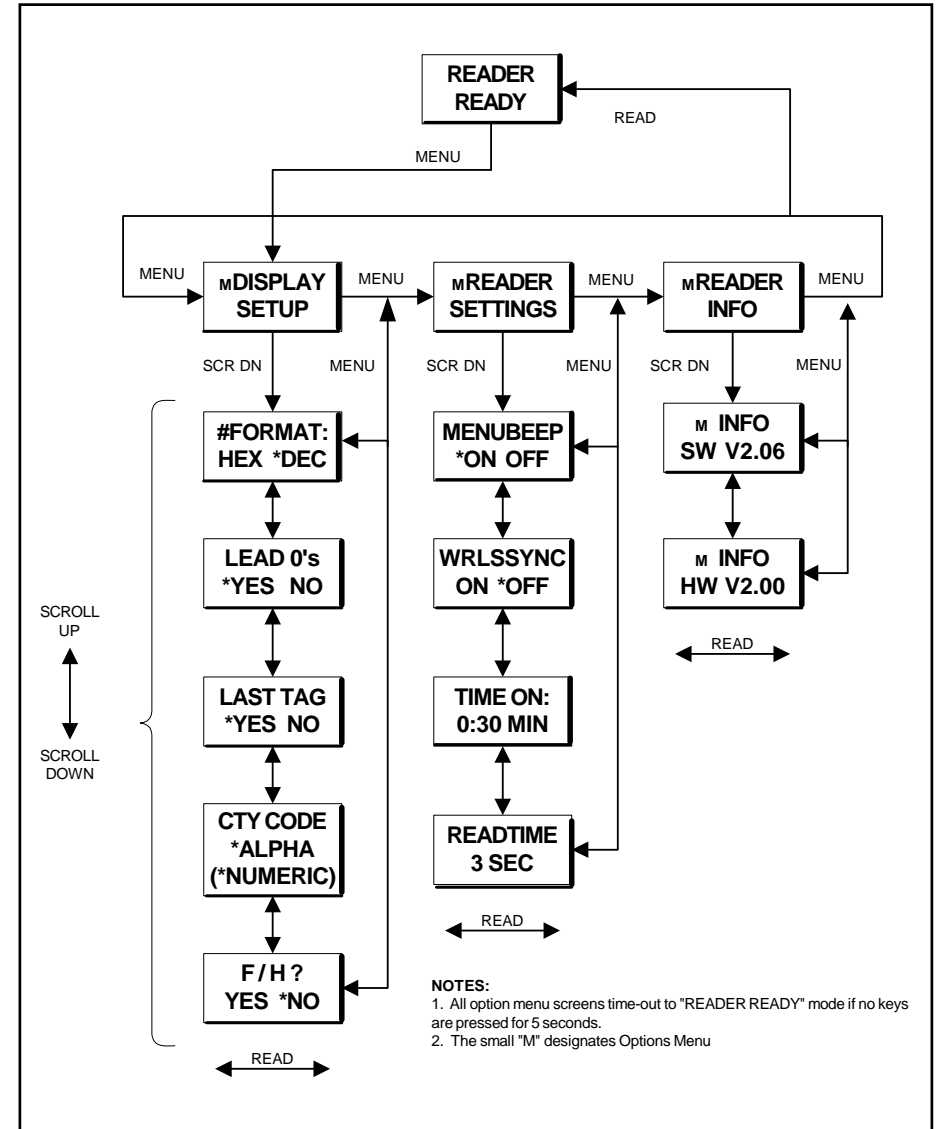 READER
READY
READ
MENU
MENU
MDISPLAY
SETUP
MENU
MREADER
SETTINGS
MENU
MREADER
INFO
MENU
SCR DN
MENU
SCR DN
MENU
SCR DN
MENU
#FORMAT:
HEX *DEC
MENUBEEP
*ON OFF
M INFO
SW V2.06
LEAD 0's
*YES NO
WRLSSYNC
ON *OFF
M INFO
HW V2.00
SCROLL
UP
SCROLL
DOWN
READ
LAST TAG
*YES NO
TIME ON:
0:30 MIN
CTY CODE
*ALPHA
(*NUMERIC)
READTIME
3 SEC
READ
F / H ?
YES *NO
READ
NOTES:
1. All option menu screens time-out to "READER READY" mode if no keys
are pressed for 5 seconds.
2. The small "M" designates Options Menu